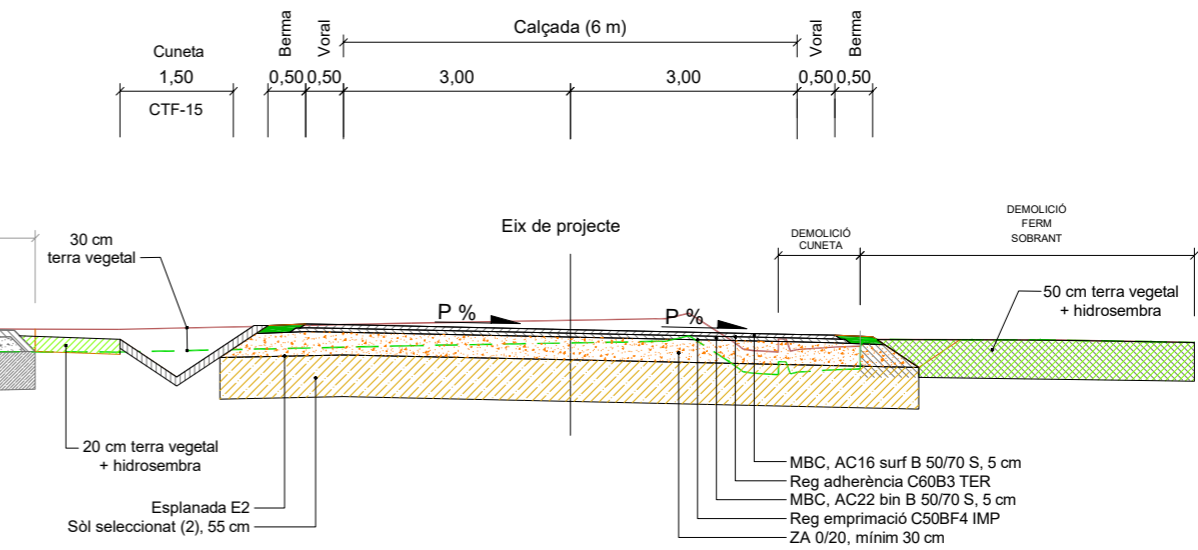 Berma
Voral
Calçada (6 m)
Voral
Berma
Cuneta
1,50
0,50
0,50
3,00
3,00
0,50
0,50
CTF-15
DEMOLICIÓ
FERM
SOBRANT
Eix de projecte
DEMOLICIÓ
CUNETA
30 cm
terra vegetal
50 cm terra vegetal
+ hidrosembra
P %
P %
20 cm terra vegetal
+ hidrosembra
Esplanada E2
Sòl seleccionat (2), 55 cm
MBC, AC16 surf B 50/70 S, 5 cm
Reg adherència C60B3 TER
MBC, AC22 bin B 50/70 S, 5 cm
Reg emprimació C50BF4 IMP
ZA 0/20, mínim 30 cm